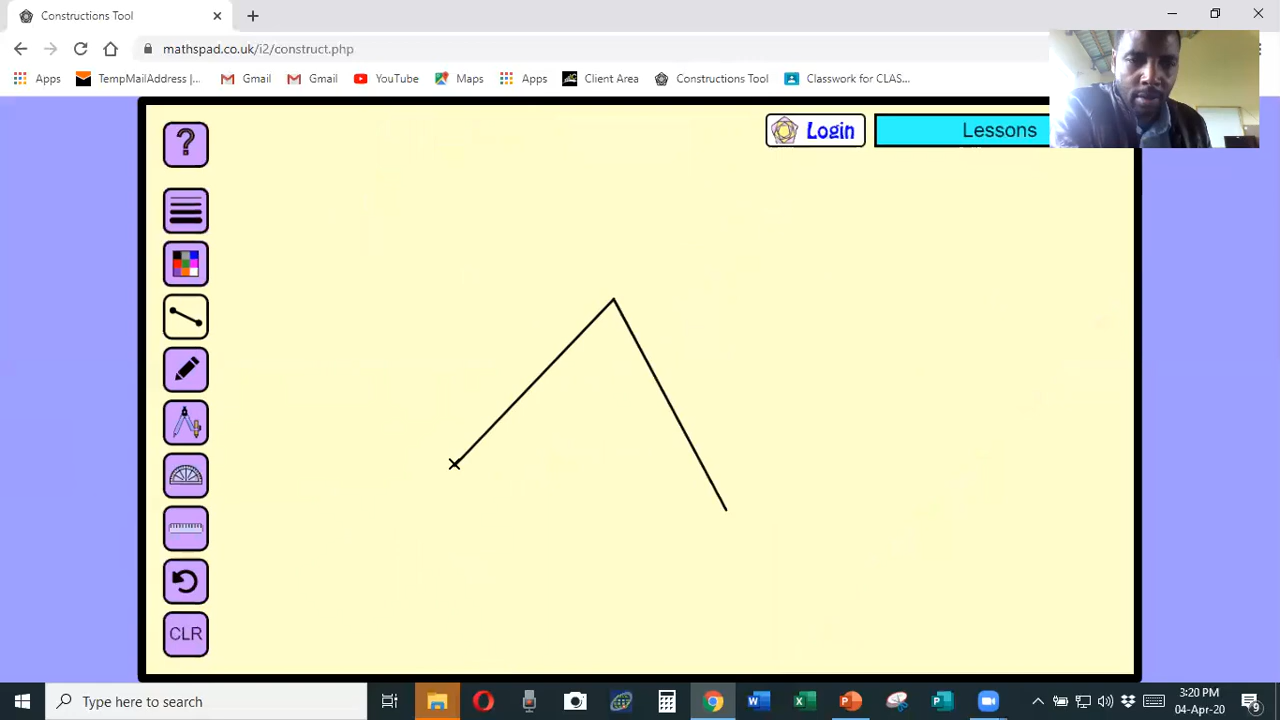 Constructions Tool
mathspad.co.uk/i2/construct.php
Apps TempMailAddress |... Gmail Gmail YouTube Maps Apps Client Area Constructions Tool Classwork for CLAS...
Login Lessons
?
CLR
Type here to search
3:20 PM
04-Apr-20
9